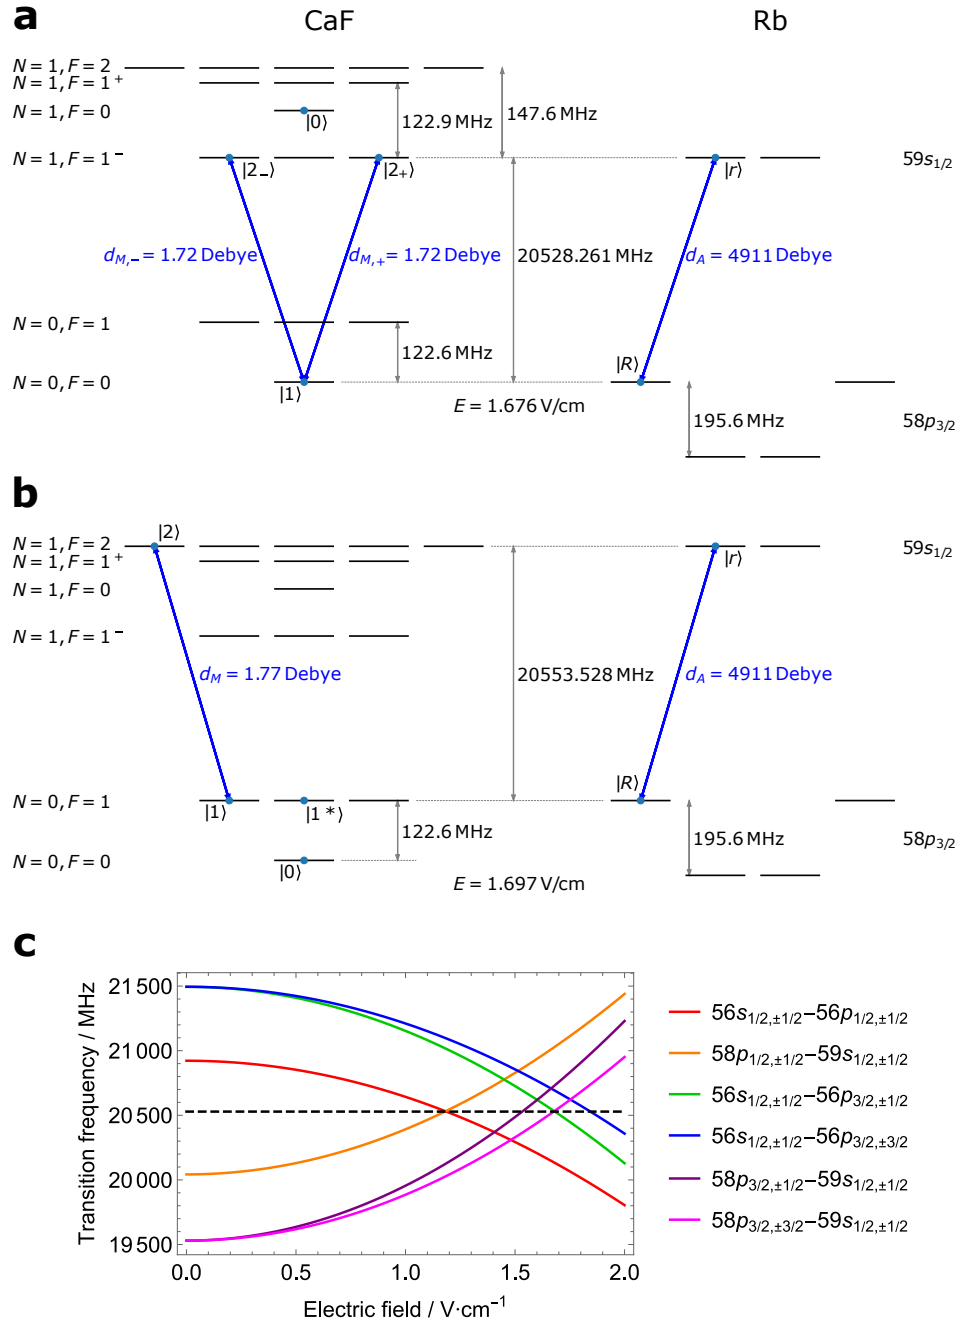 a
CaF
Rb
N = 1, F = 2
N = 1, F = 1⁺
N = 1, F = 0
|0⟩
122.9 MHz
147.6 MHz
N = 1, F = 1⁻
|2₋⟩
|2₊⟩
|r⟩
59s₁/₂
d_M,₋ = 1.72 Debye
d_M,₊ = 1.72 Debye
20528.261 MHz
d_A = 4911 Debye
N = 0, F = 1
122.6 MHz
|R⟩
N = 0, F = 0
|1⟩
E = 1.676 V/cm
195.6 MHz
58p₃/₂
b
|2⟩
N = 1, F = 2
N = 1, F = 1⁺
|r⟩
59s₁/₂
N = 1, F = 0
N = 1, F = 1⁻
d_M = 1.77 Debye
20553.528 MHz
d_A = 4911 Debye
|R⟩
N = 0, F = 1
|1⟩
|1*⟩
122.6 MHz
195.6 MHz
58p₃/₂
N = 0, F = 0
|0⟩
E = 1.697 V/cm
c
Transition frequency / MHz
21 500
21 000
20 500
20 000
19 500
0.0
0.5
1.0
1.5
2.0
Electric field / V·cm⁻¹
56s₁/₂,±₁/₂–56p₁/₂,±₁/₂
58p₁/₂,±₁/₂–59s₁/₂,±₁/₂
56s₁/₂,±₁/₂–56p₃/₂,±₁/₂
56s₁/₂,±₁/₂–56p₃/₂,±₃/₂
58p₃/₂,±₁/₂–59s₁/₂,±₁/₂
58p₃/₂,±₃/₂–59s₁/₂,±₁/₂